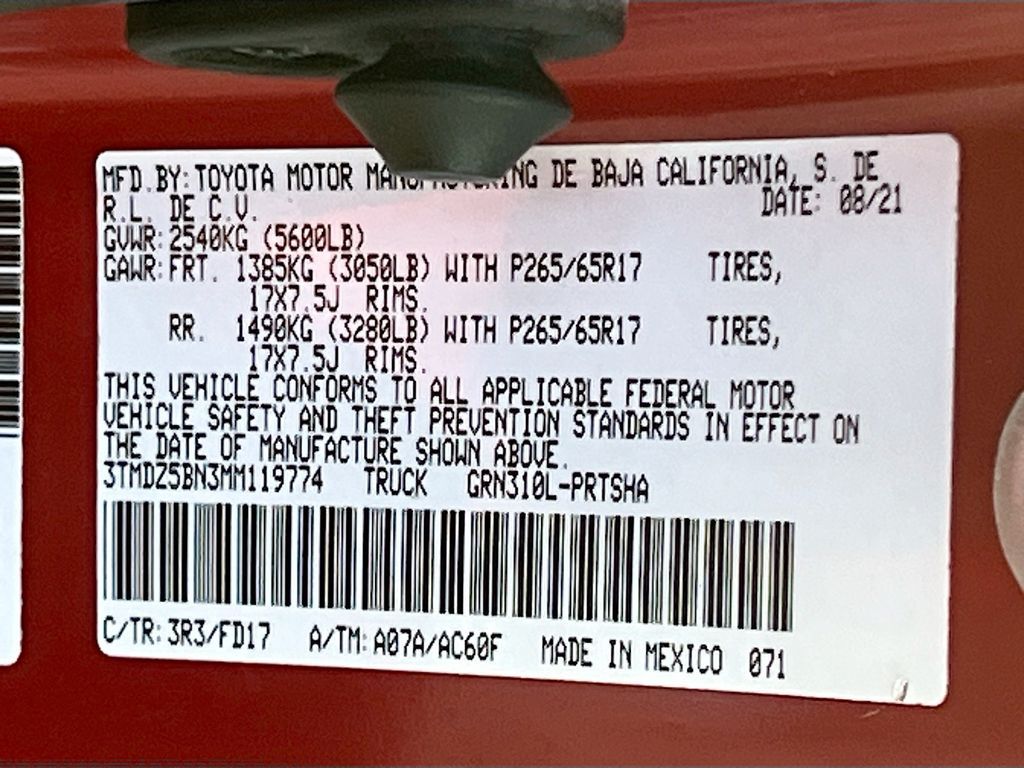 MFD.BY: TOYOTA MOTOR MANUFACTURING DE BAJA CALIFORNIA, S. DE
R.L. DE C.V. DATE: 08/21
GVWR: 2540KG (5600LB)
GAWR: FRT. 1385KG (3050LB) WITH P265/65R17 TIRES,
17X7.5J RIMS.
RR. 1490KG (3280LB) WITH P265/65R17 TIRES,
17X7.5J RIMS.
THIS VEHICLE CONFORMS TO ALL APPLICABLE FEDERAL MOTOR
VEHICLE SAFETY AND THEFT PREVENTION STANDARDS IN EFFECT ON
THE DATE OF MANUFACTURE SHOWN ABOVE.
3TMDZ5BN3MM119774 TRUCK GRN310L-PRTSHA
C/TR: 3R3/FD17 A/TM: A07A/AC60F MADE IN MEXICO 071